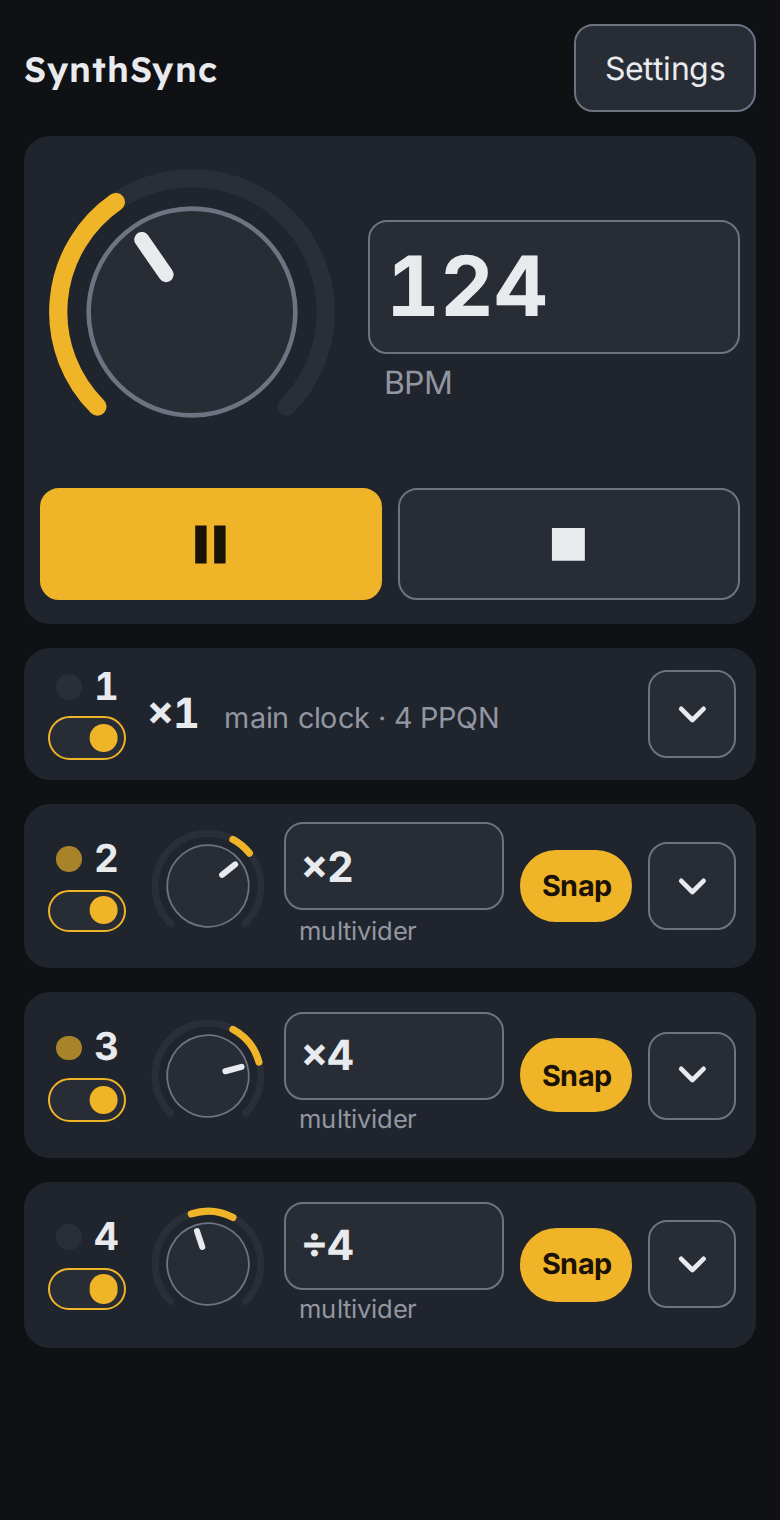 SynthSync
Settings
124
BPM
1
×1 main clock · 4 PPQN
2
×2
multivider
Snap
3
×4
multivider
Snap
4
÷4
multivider
Snap